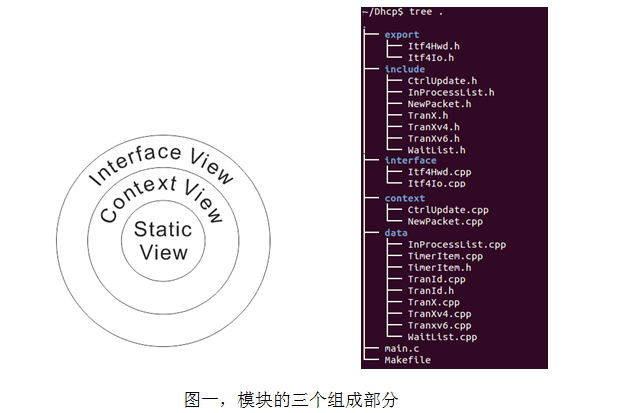 ~/Dhcp$ tree .
.
├── export
│   ├── Itf4Hwd.h
│   └── Itf4Io.h
├── include
│   ├── CtrlUpdate.h
│   ├── InProcessList.h
│   ├── NewPacket.h
│   ├── TranX.h
│   ├── TranXv4.h
│   ├── TranXv6.h
│   └── WaitList.h
├── interface
│   ├── Itf4Hwd.cpp
│   └── Itf4Io.cpp
├── context
│   ├── CtrlUpdate.cpp
│   └── NewPacket.cpp
├── data
│   ├── InProcessList.cpp
│   ├── TimerItem.cpp
│   ├── TimerItem.h
│   ├── TranId.cpp
│   ├── TranId.h
│   ├── TranX.cpp
│   ├── TranXv4.cpp
│   ├── Tranxv6.cpp
│   └── WaitList.cpp
├── main.c
└── Makefile
Interface View
Context View
Static
View
图一，模块的三个组成部分